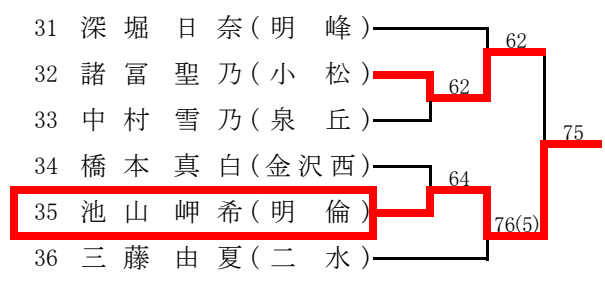 31 深堀日奈(明峰)
62
32 諸冨聖乃(小松)
62
33 中村雪乃(泉丘)
75
34 橋本真白(金沢西)
64
35 池山岬希(明倫)
76(5)
36 三藤由夏(二水)